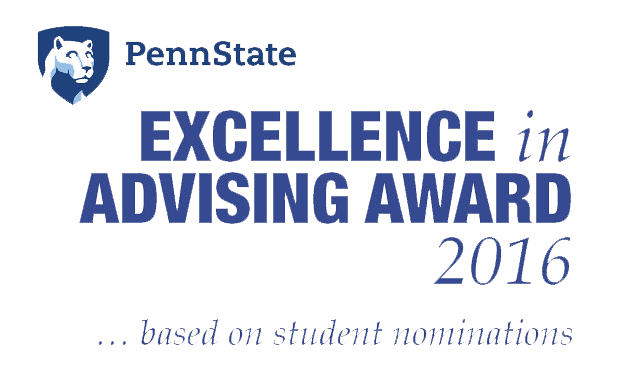 PennState
EXCELLENCE in
ADVISING AWARD
2016
... based on student nominations